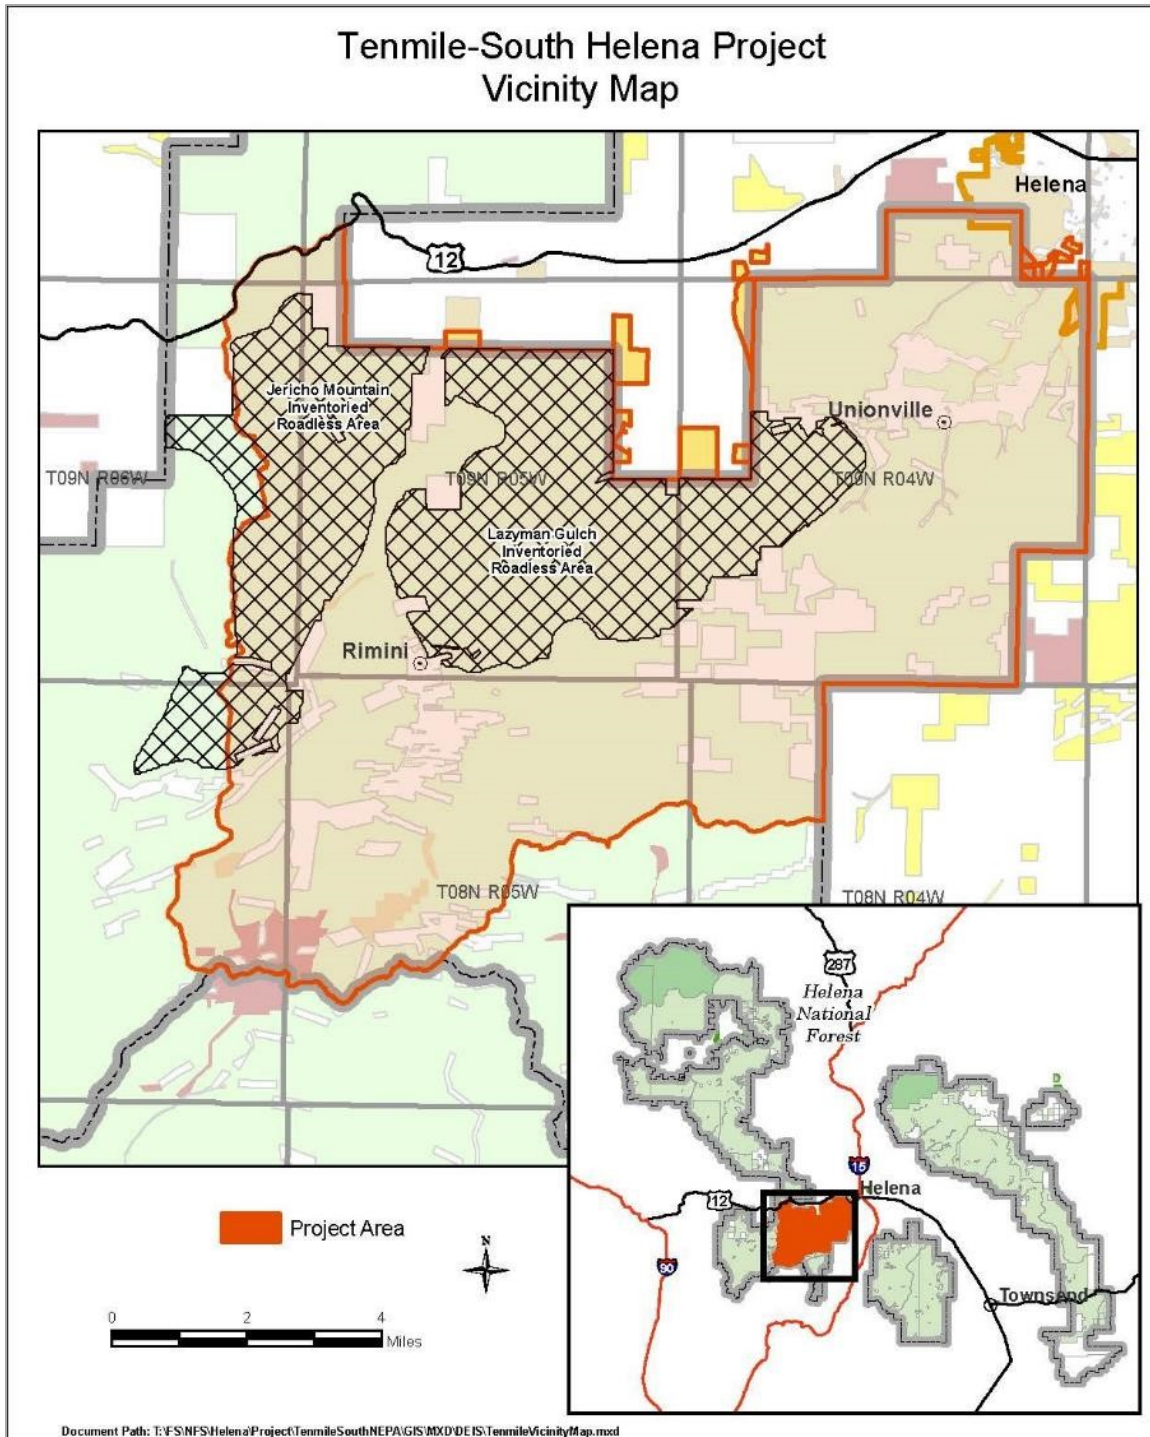 Tenmile-South Helena Project
Vicinity Map
Helena
12
Jericho Mountain
Inventoried
Roadless Area
Unionville
T09N R06W
T09N R05W
T09N R04W
Lazyman Gulch
Inventoried
Roadless Area
Rimini
T08N R05W
T08N R04W
287
Helena
National
Forest
D
15
Helena
12
90
Townsend
Project Area
N
0 2 4
Miles
Document Path: T:\FS\NFS\Helena\Project\TenmileSouthNEPA\GIS\MXD\DEIS\TenmileVicinityMap.mxd